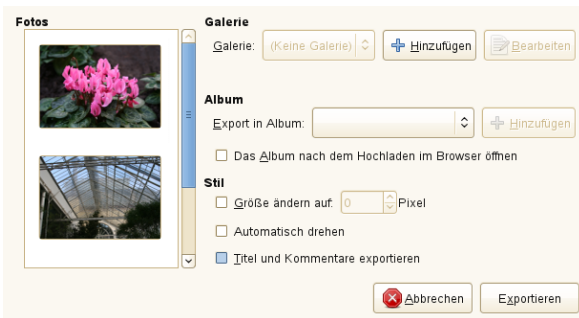 Fotos
Galerie
Galerie: (Keine Galerie) Hinzufügen Bearbeiten
Album
Export in Album: Hinzufügen
Das Album nach dem Hochladen im Browser öffnen
Stil
Größe ändern auf: 0 Pixel
Automatisch drehen
Titel und Kommentare exportieren
Abbrechen Exportieren